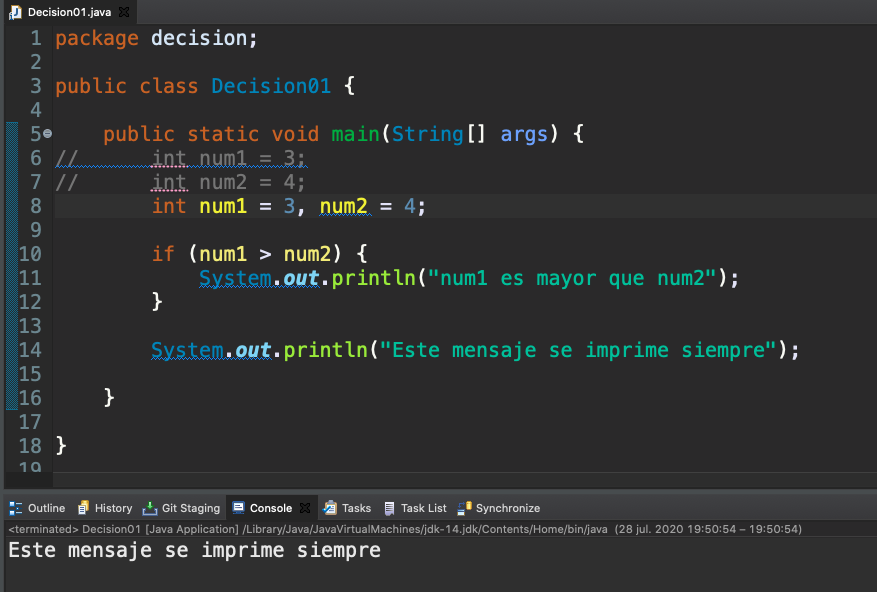 Decision01.java
1 package decision;
2
3 public class Decision01 {
4
5 public static void main(String[] args) {
6 // int num1 = 3;
7 // int num2 = 4;
8 int num1 = 3, num2 = 4;
9
10 if (num1 > num2) {
11 System.out.println("num1 es mayor que num2");
12 }
13
14 System.out.println("Este mensaje se imprime siempre");
15
16 }
17
18 }
19
Outline History Git Staging Console Tasks Task List Synchronize
<terminated> Decision01 [Java Application] /Library/Java/JavaVirtualMachines/jdk-14.jdk/Contents/Home/bin/java (28 jul. 2020 19:50:54 – 19:50:54)
Este mensaje se imprime siempre